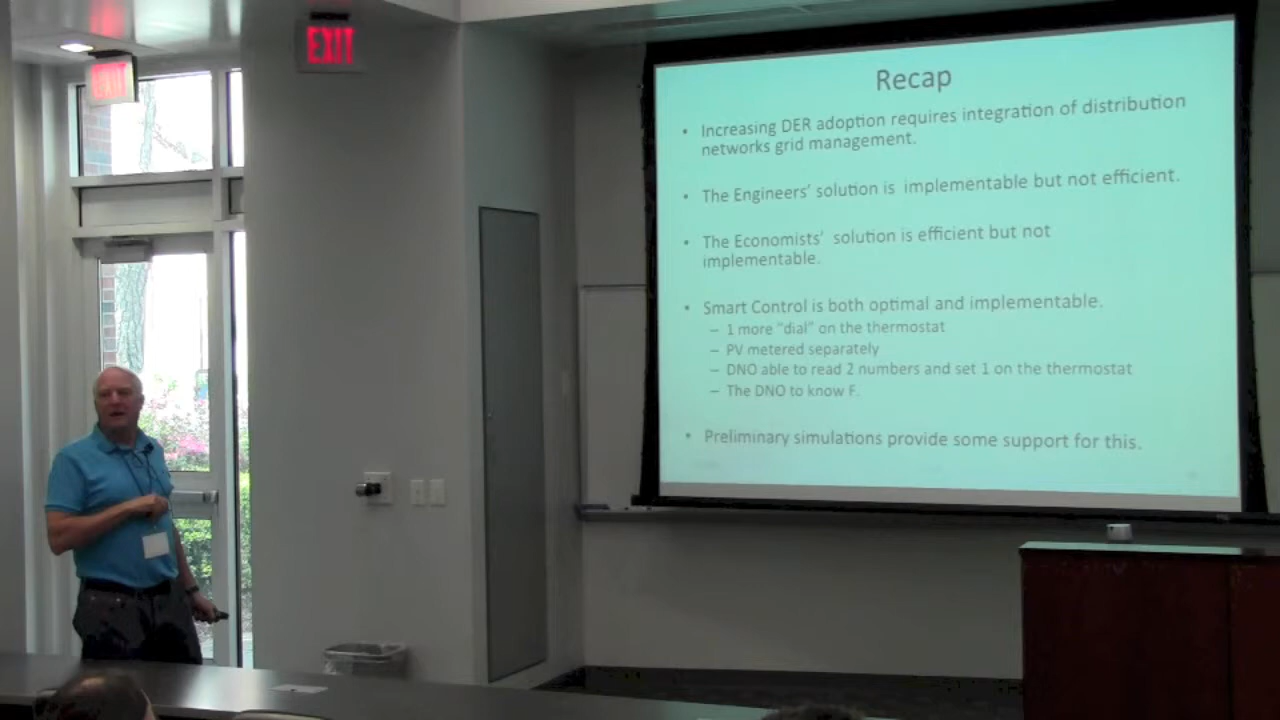 EXIT
EXIT
Recap
• Increasing DER adoption requires integration of distribution
networks grid management.
• The Engineers' solution is implementable but not efficient.
• The Economists' solution is efficient but not
implementable.
• Smart Control is both optimal and implementable.
– 1 more "dial" on the thermostat
– PV metered separately
– DNO able to read 2 numbers and set 1 on the thermostat
– The DNO to know F.
• Preliminary simulations provide some support for this.